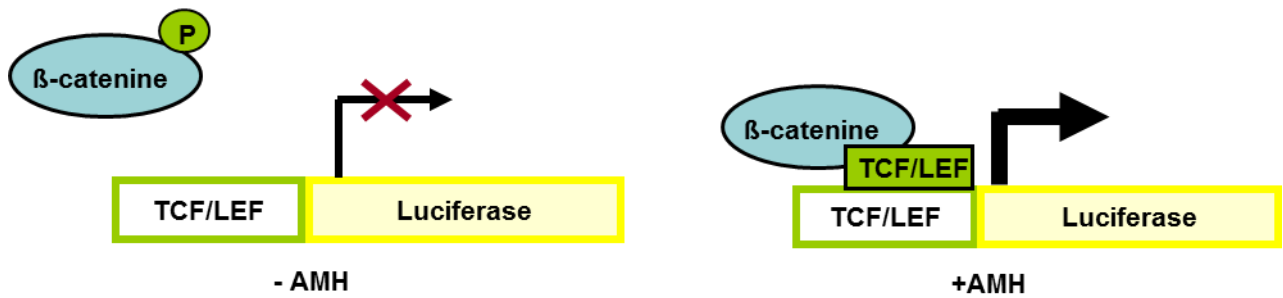 P
ß-catenine
TCF/LEF
Luciferase
- AMH
ß-catenine
TCF/LEF
TCF/LEF
Luciferase
+AMH